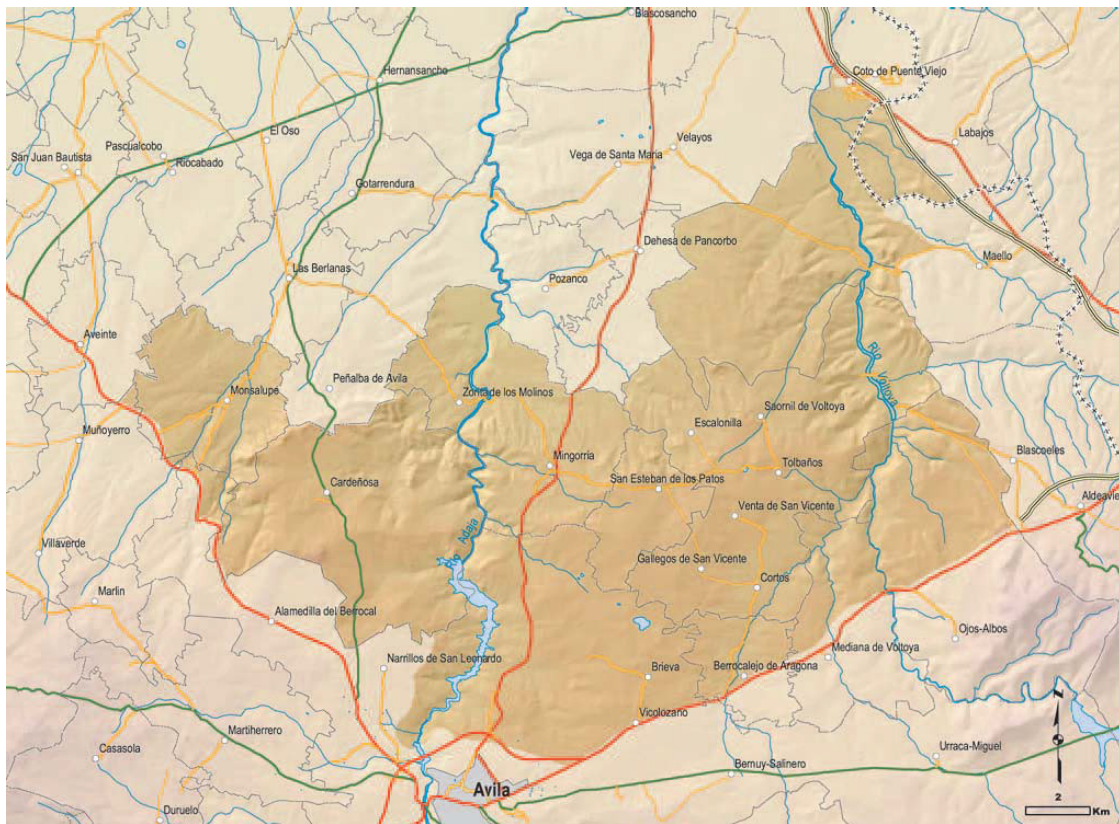 Blascosancho
Hernansancho
Coto de Puente Viejo
El Oso
Labajos
Velayos
Pascualcobo
San Juan Bautista
Riocabado
Vega de Santa María
Gotarrendura
Dehesa de Pancorbo
Maello
Las Berlanas
Pozanco
Aveinte
Río Voltoya
Peñalba de Avila
Monsalupe
Zorita de los Molinos
Saornil de Voltoya
Escalonilla
Muñoyerro
Blascoeles
Mingorría
Tolbaños
San Esteban de los Patos
Cardeñosa
Aldeavie
Venta de San Vicente
Río Adaja
Villaverde
Gallegos de San Vicente
Cortos
Marlin
Alamedilla del Berrocal
Ojos-Albos
Mediana de Voltoya
Narrillos de San Leonardo
Brieva
Berrocalejo de Aragona
Vicolozano
Martiherrero
Casasola
Urraca-Miguel
Bernuy-Salinero
Avila
Duruelo
2
Km